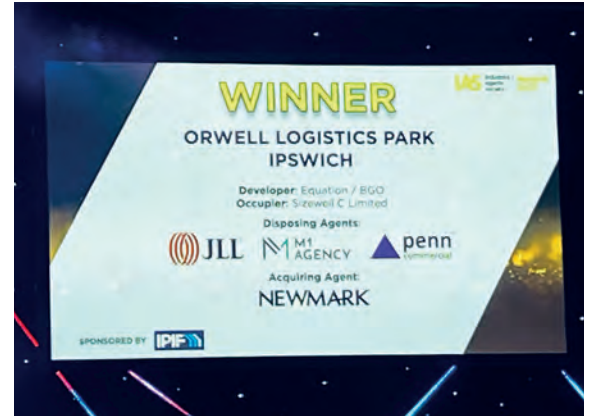 WINNER
IAS
ORWELL LOGISTICS PARK
IPSWICH
Developer: Equation / BGO
Occupier: Sizewell C Limited
Disposing Agents:
JLL M1 AGENCY penn commercial
Acquiring Agent:
NEWMARK
SPONSORED BY IPIF